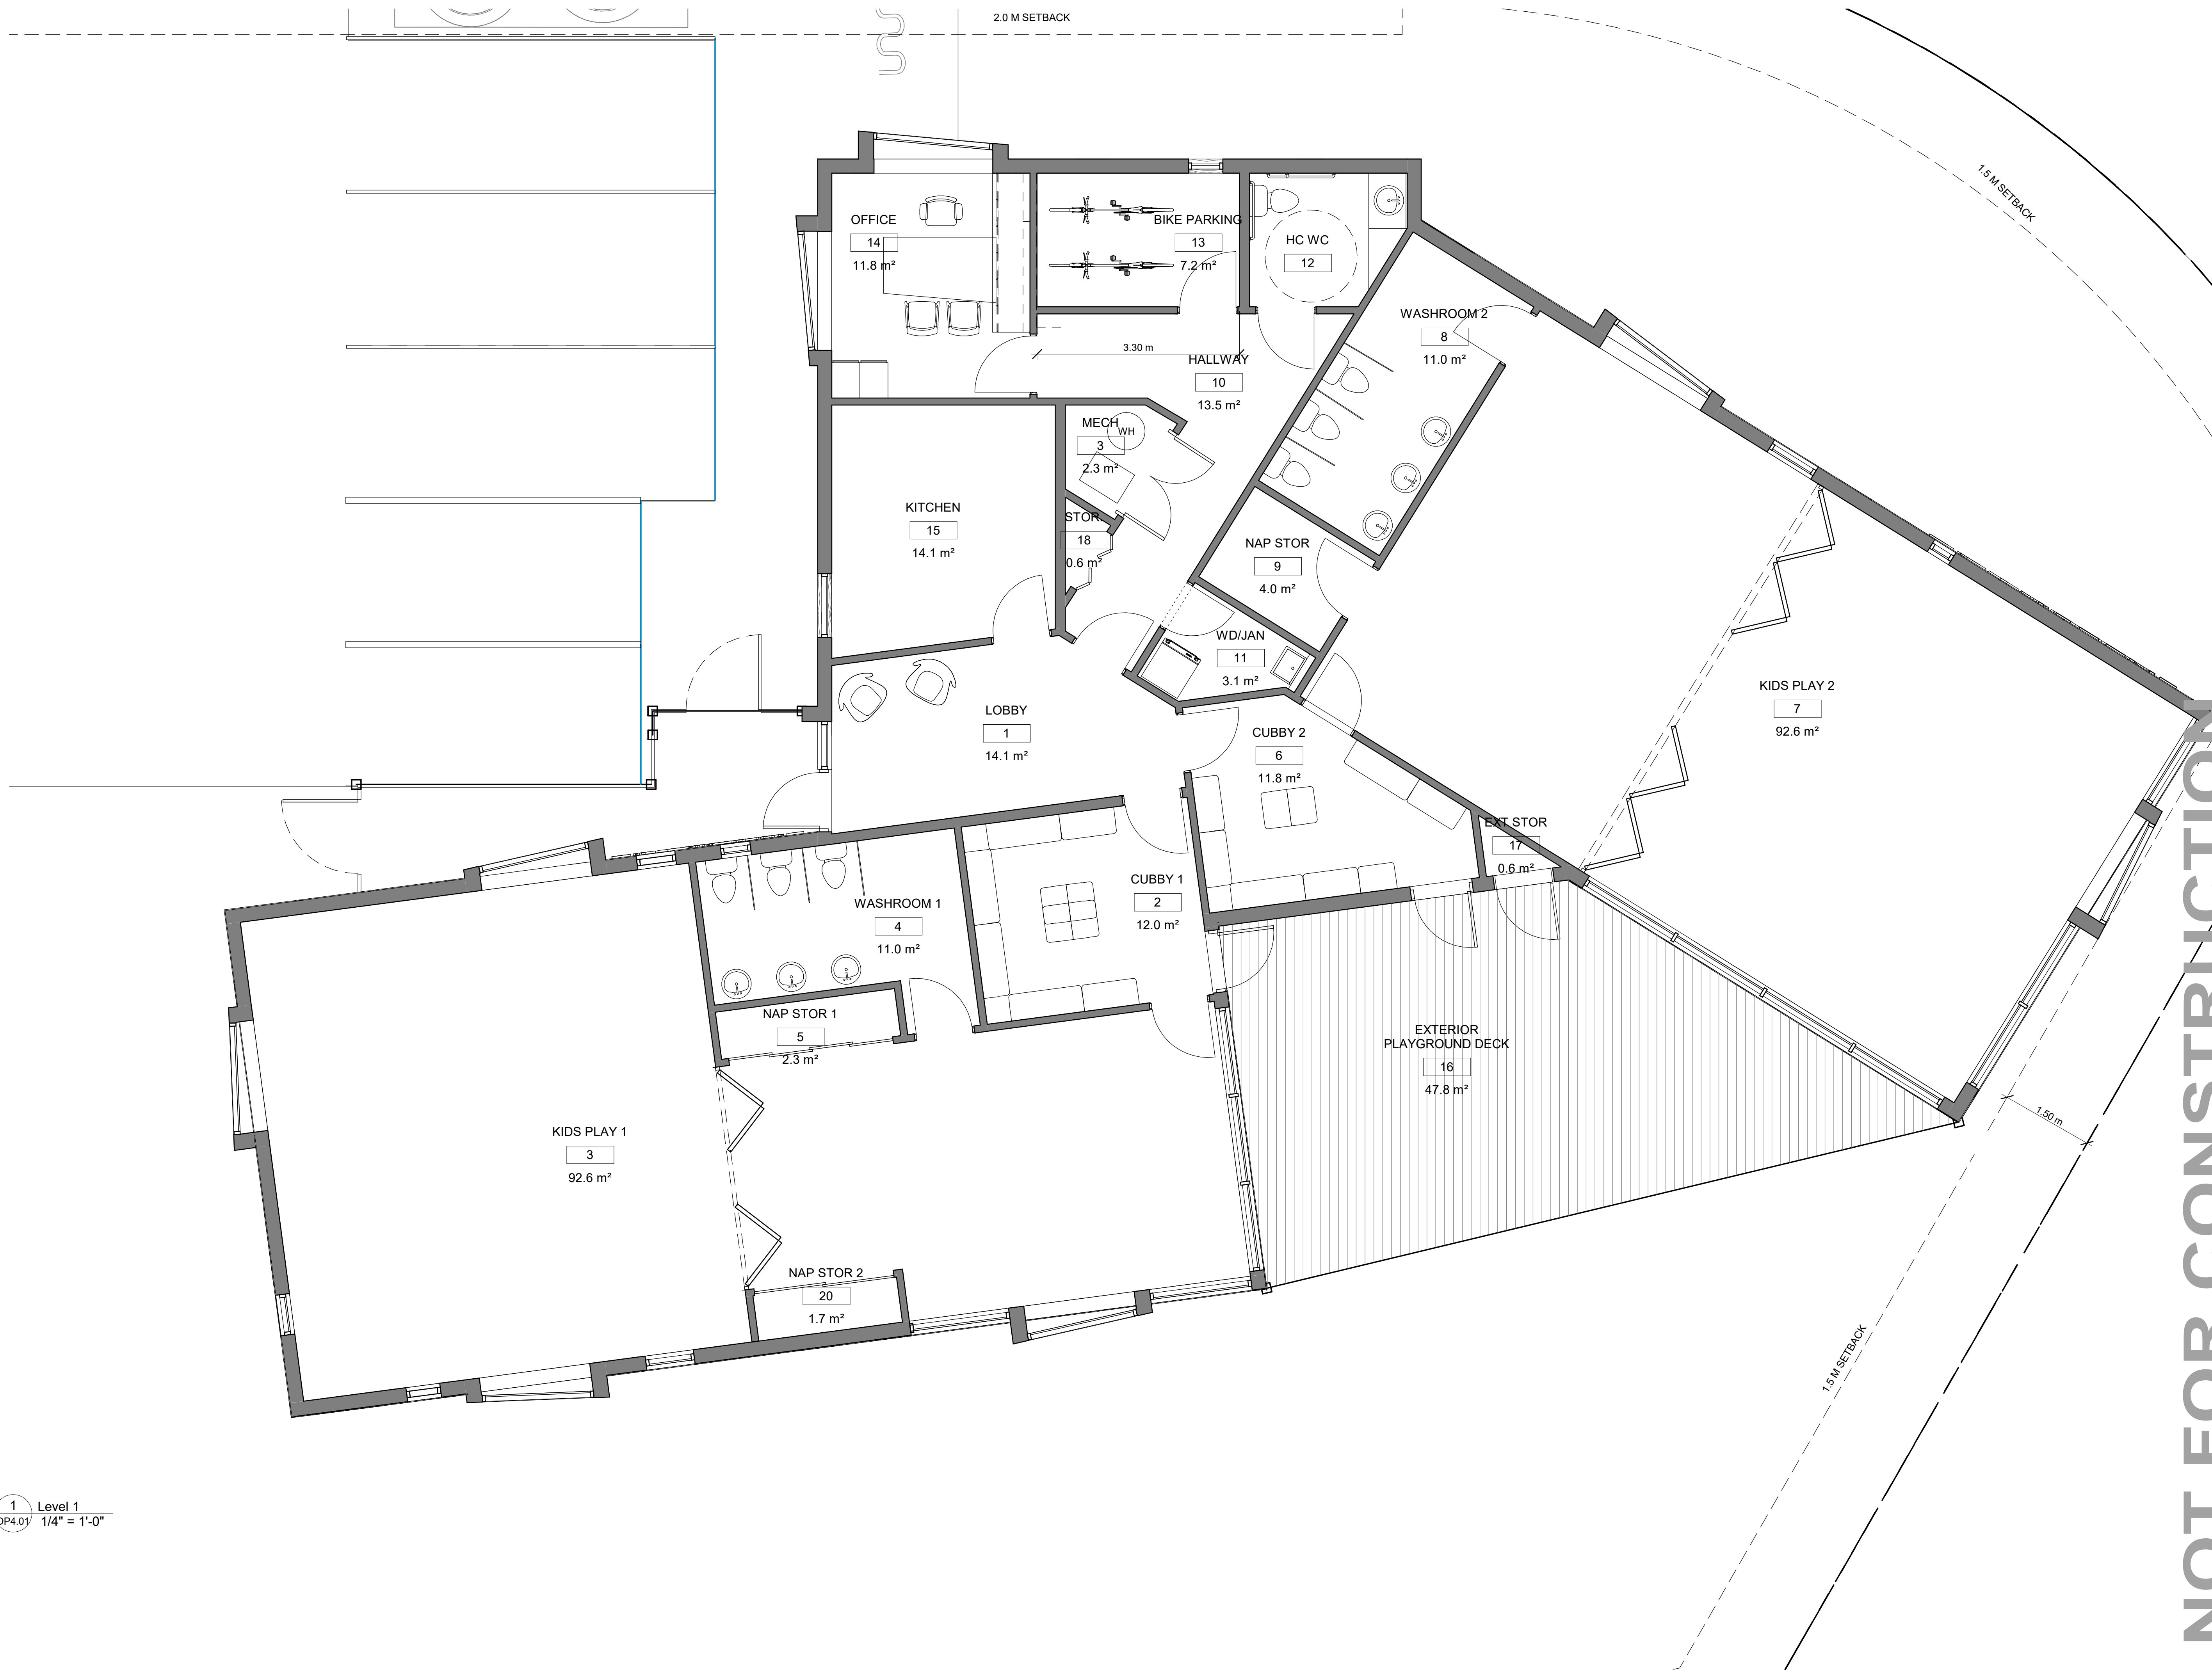 2.0 M SETBACK
1.5 M SETBACK
OFFICE
14
11.8 m²
BIKE PARKING
13
7.2 m²
HC WC
12
WASHROOM 2
8
11.0 m²
3.30 m
HALLWAY
10
13.5 m²
MECH
WH
3
2.3 m²
KITCHEN
15
14.1 m²
STOR.
18
0.6 m²
NAP STOR
9
4.0 m²
WD/JAN
11
3.1 m²
KIDS PLAY 2
7
92.6 m²
LOBBY
1
14.1 m²
CUBBY 2
6
11.8 m²
EXT STOR
17
0.6 m²
CUBBY 1
2
12.0 m²
WASHROOM 1
4
11.0 m²
NAP STOR 1
5
2.3 m²
EXTERIOR
PLAYGROUND DECK
16
47.8 m²
1.50 m
KIDS PLAY 1
3
92.6 m²
NAP STOR 2
20
1.7 m²
1.5 M SETBACK
NOT FOR CONSTRUCTION
1
Level 1
DP4.01
1/4" = 1'-0"